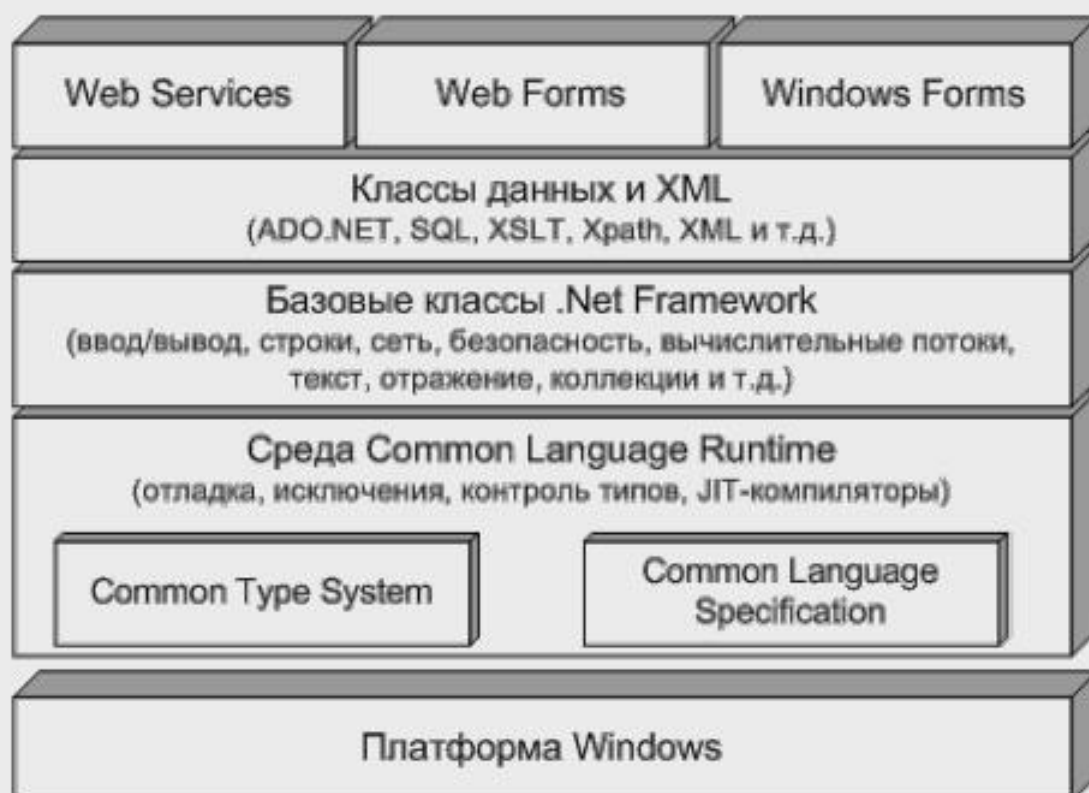 Web Services
Web Forms
Windows Forms
Классы данных и XML
(ADO.NET, SQL, XSLT, Xpath, XML и т.д.)
Базовые классы .Net Framework
(ввод/вывод, строки, сеть, безопасность, вычислительные потоки,
текст, отражение, коллекции и т.д.)
Среда Common Language Runtime
(отладка, исключения, контроль типов, JIT-компиляторы)
Common Type System
Common Language
Specification
Платформа Windows